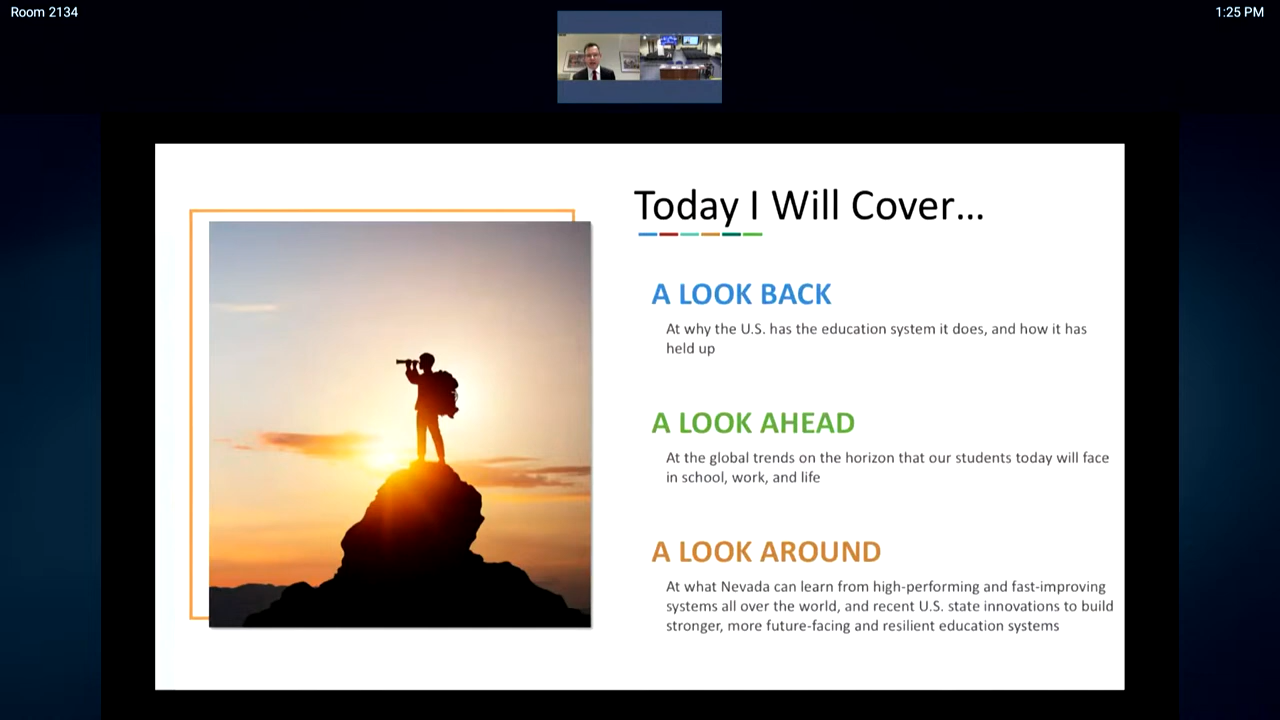 Room 2134
1:25 PM
Today I Will Cover...
A LOOK BACK
At why the U.S. has the education system it does, and how it has
held up
A LOOK AHEAD
At the global trends on the horizon that our students today will face
in school, work, and life
A LOOK AROUND
At what Nevada can learn from high-performing and fast-improving
systems all over the world, and recent U.S. state innovations to build
stronger, more future-facing and resilient education systems